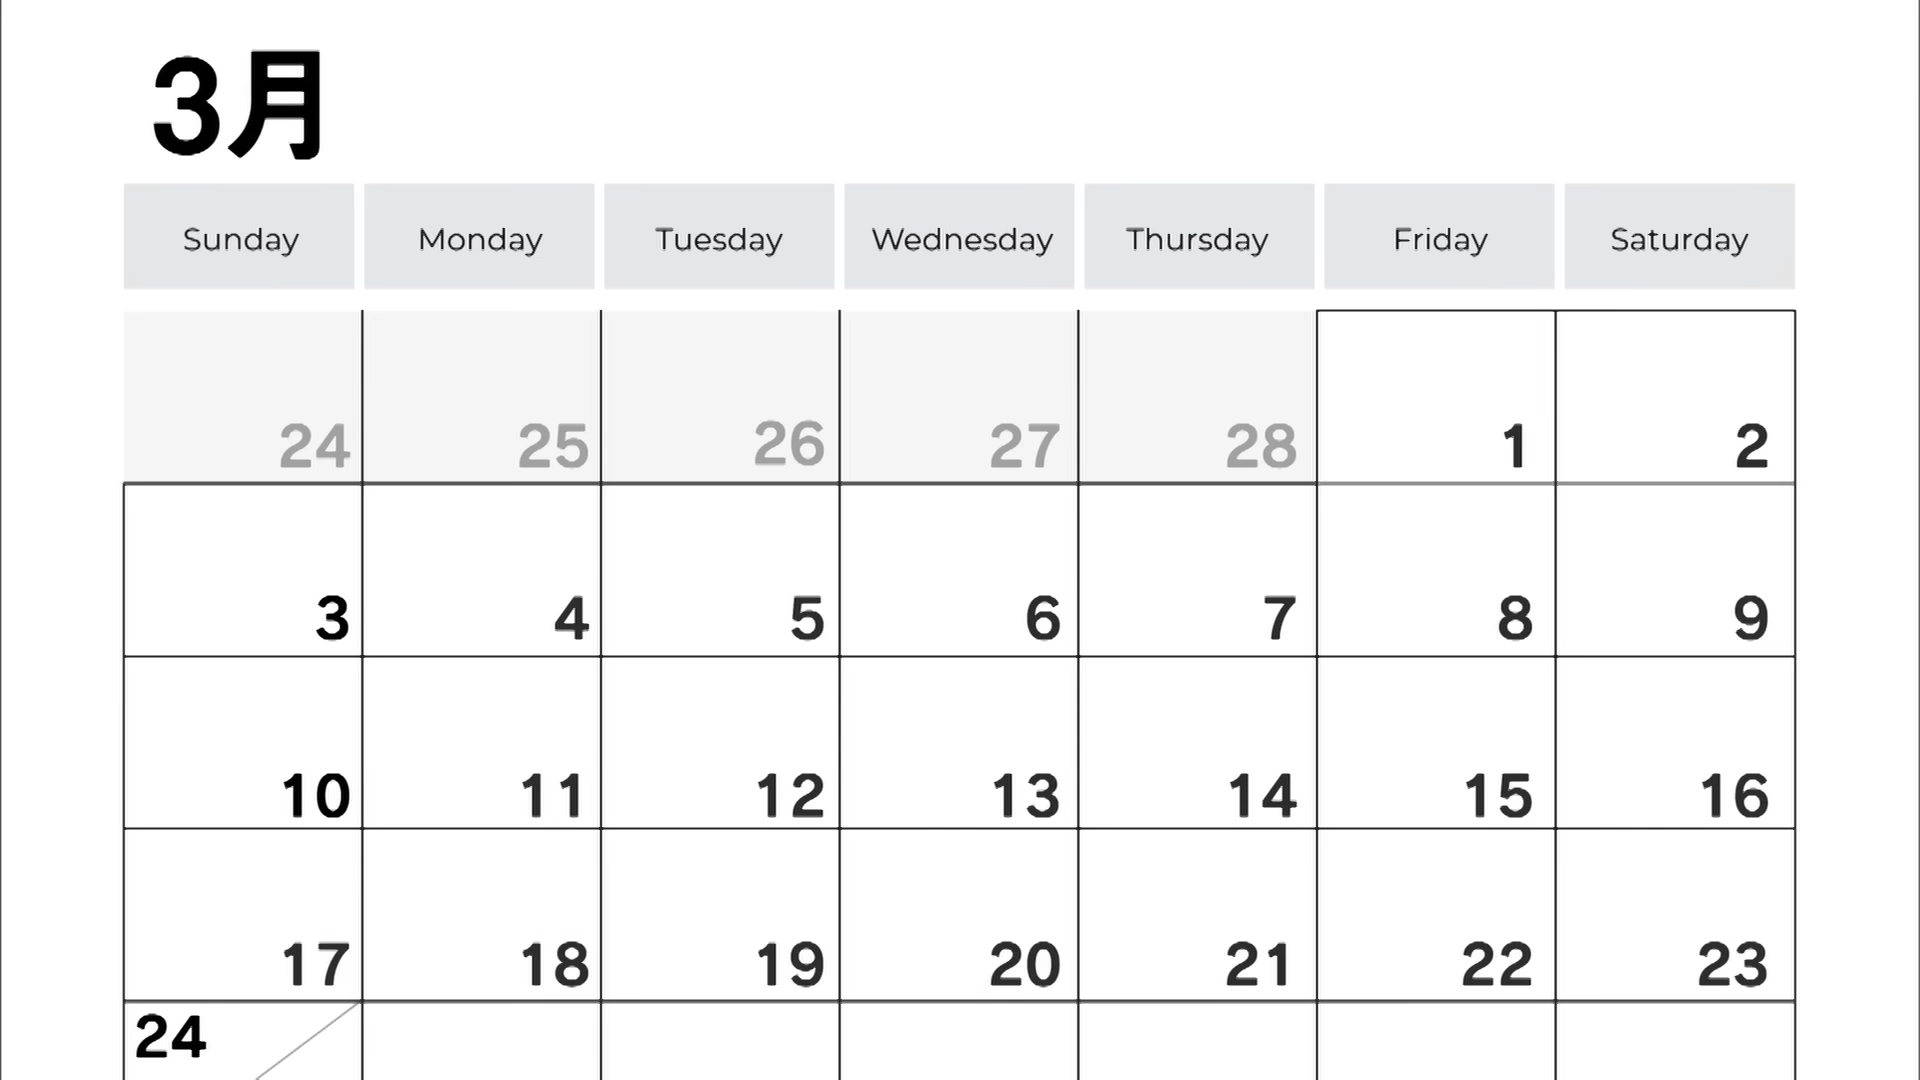 3月
Sunday Monday Tuesday Wednesday Thursday Friday Saturday
24 25 26 27 28 1 2
3 4 5 6 7 8 9
10 11 12 13 14 15 16
17 18 19 20 21 22 23
24